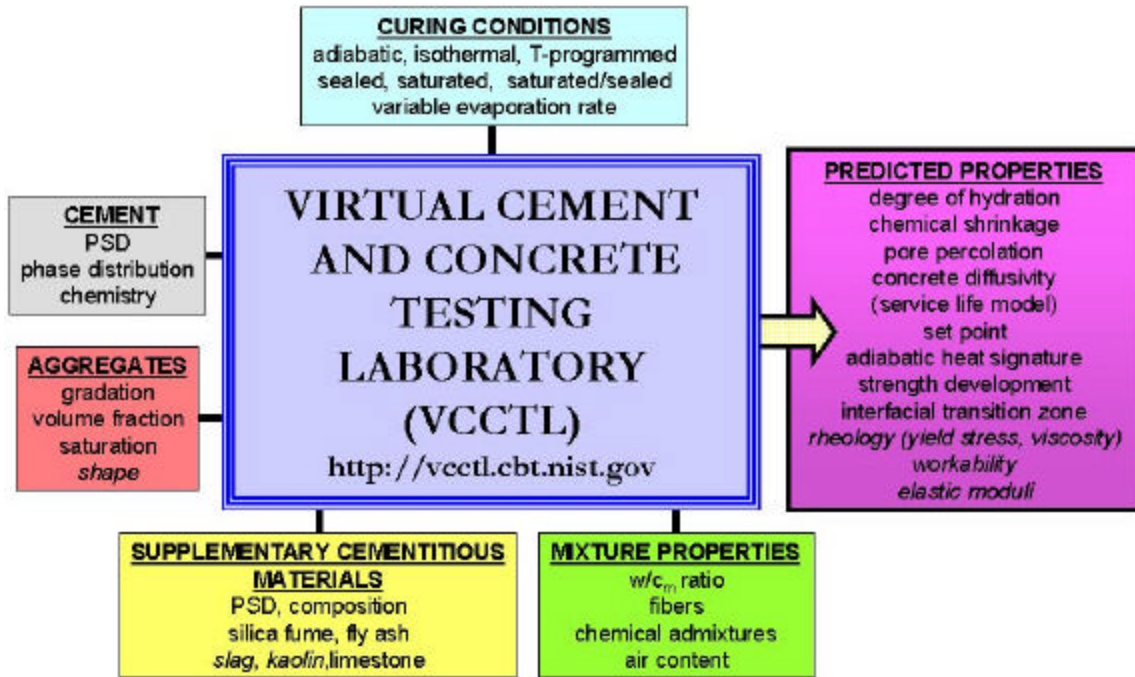 CURING CONDITIONS
adiabatic, isothermal, T-programmed
sealed, saturated, saturated/sealed
variable evaporation rate
CEMENT
PSD
phase distribution
chemistry
AGGREGATES
gradation
volume fraction
saturation
shape
VIRTUAL CEMENT
AND CONCRETE
TESTING
LABORATORY
(VCCTL)
http://vcctl.cbt.nist.gov
PREDICTED PROPERTIES
degree of hydration
chemical shrinkage
pore percolation
concrete diffusivity
(service life model)
set point
adiabatic heat signature
strength development
interfacial transition zone
rheology (yield stress, viscosity)
workability
elastic moduli
SUPPLEMENTARY CEMENTITIOUS
MATERIALS
PSD, composition
silica fume, fly ash
slag, kaolin,limestone
MIXTURE PROPERTIES
w/cm ratio
fibers
chemical admixtures
air content